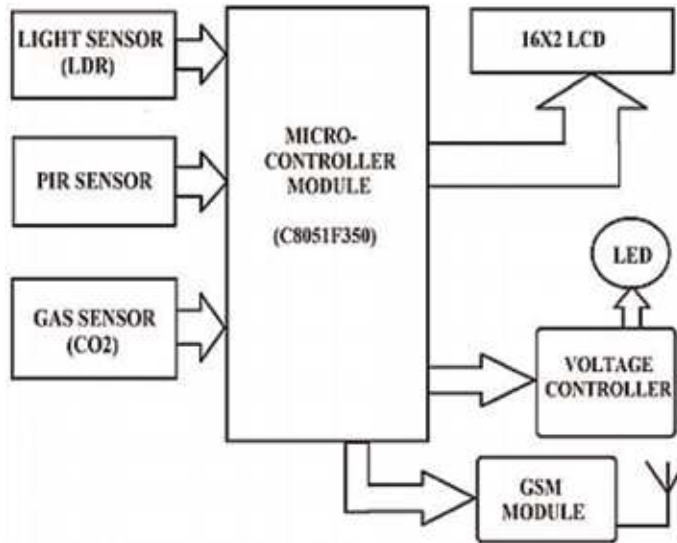 LIGHT SENSOR
(LDR)
PIR SENSOR
GAS SENSOR
(CO2)
MICRO-
CONTROLLER
MODULE
(C8051F350)
16X2 LCD
LED
VOLTAGE
CONTROLLER
GSM
MODULE